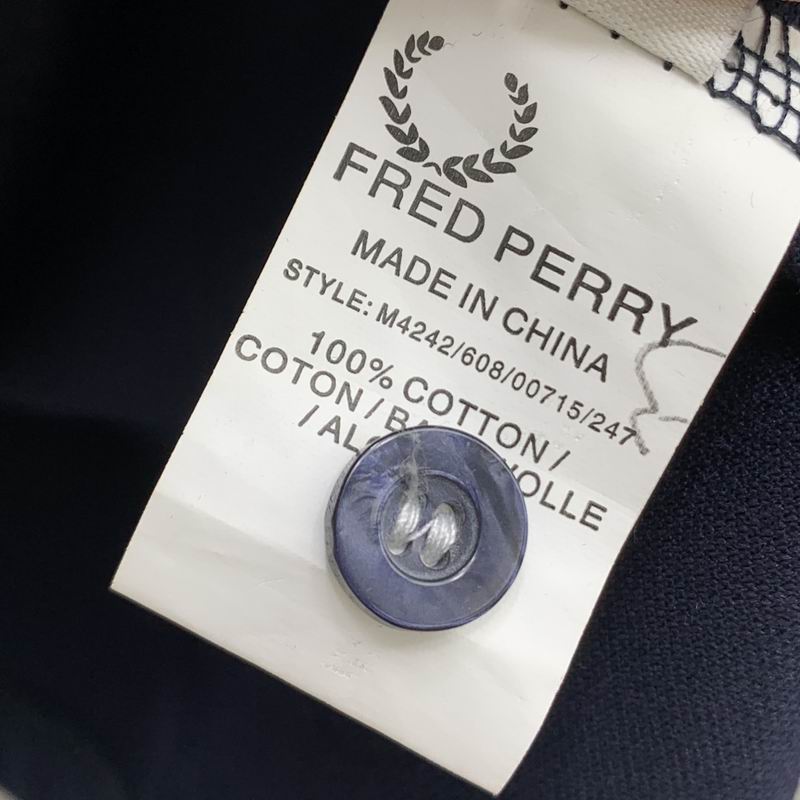 FRED PERRY
MADE IN CHINA
STYLE: M4242/608/00715/247
100% COTTON /
COTON /
/